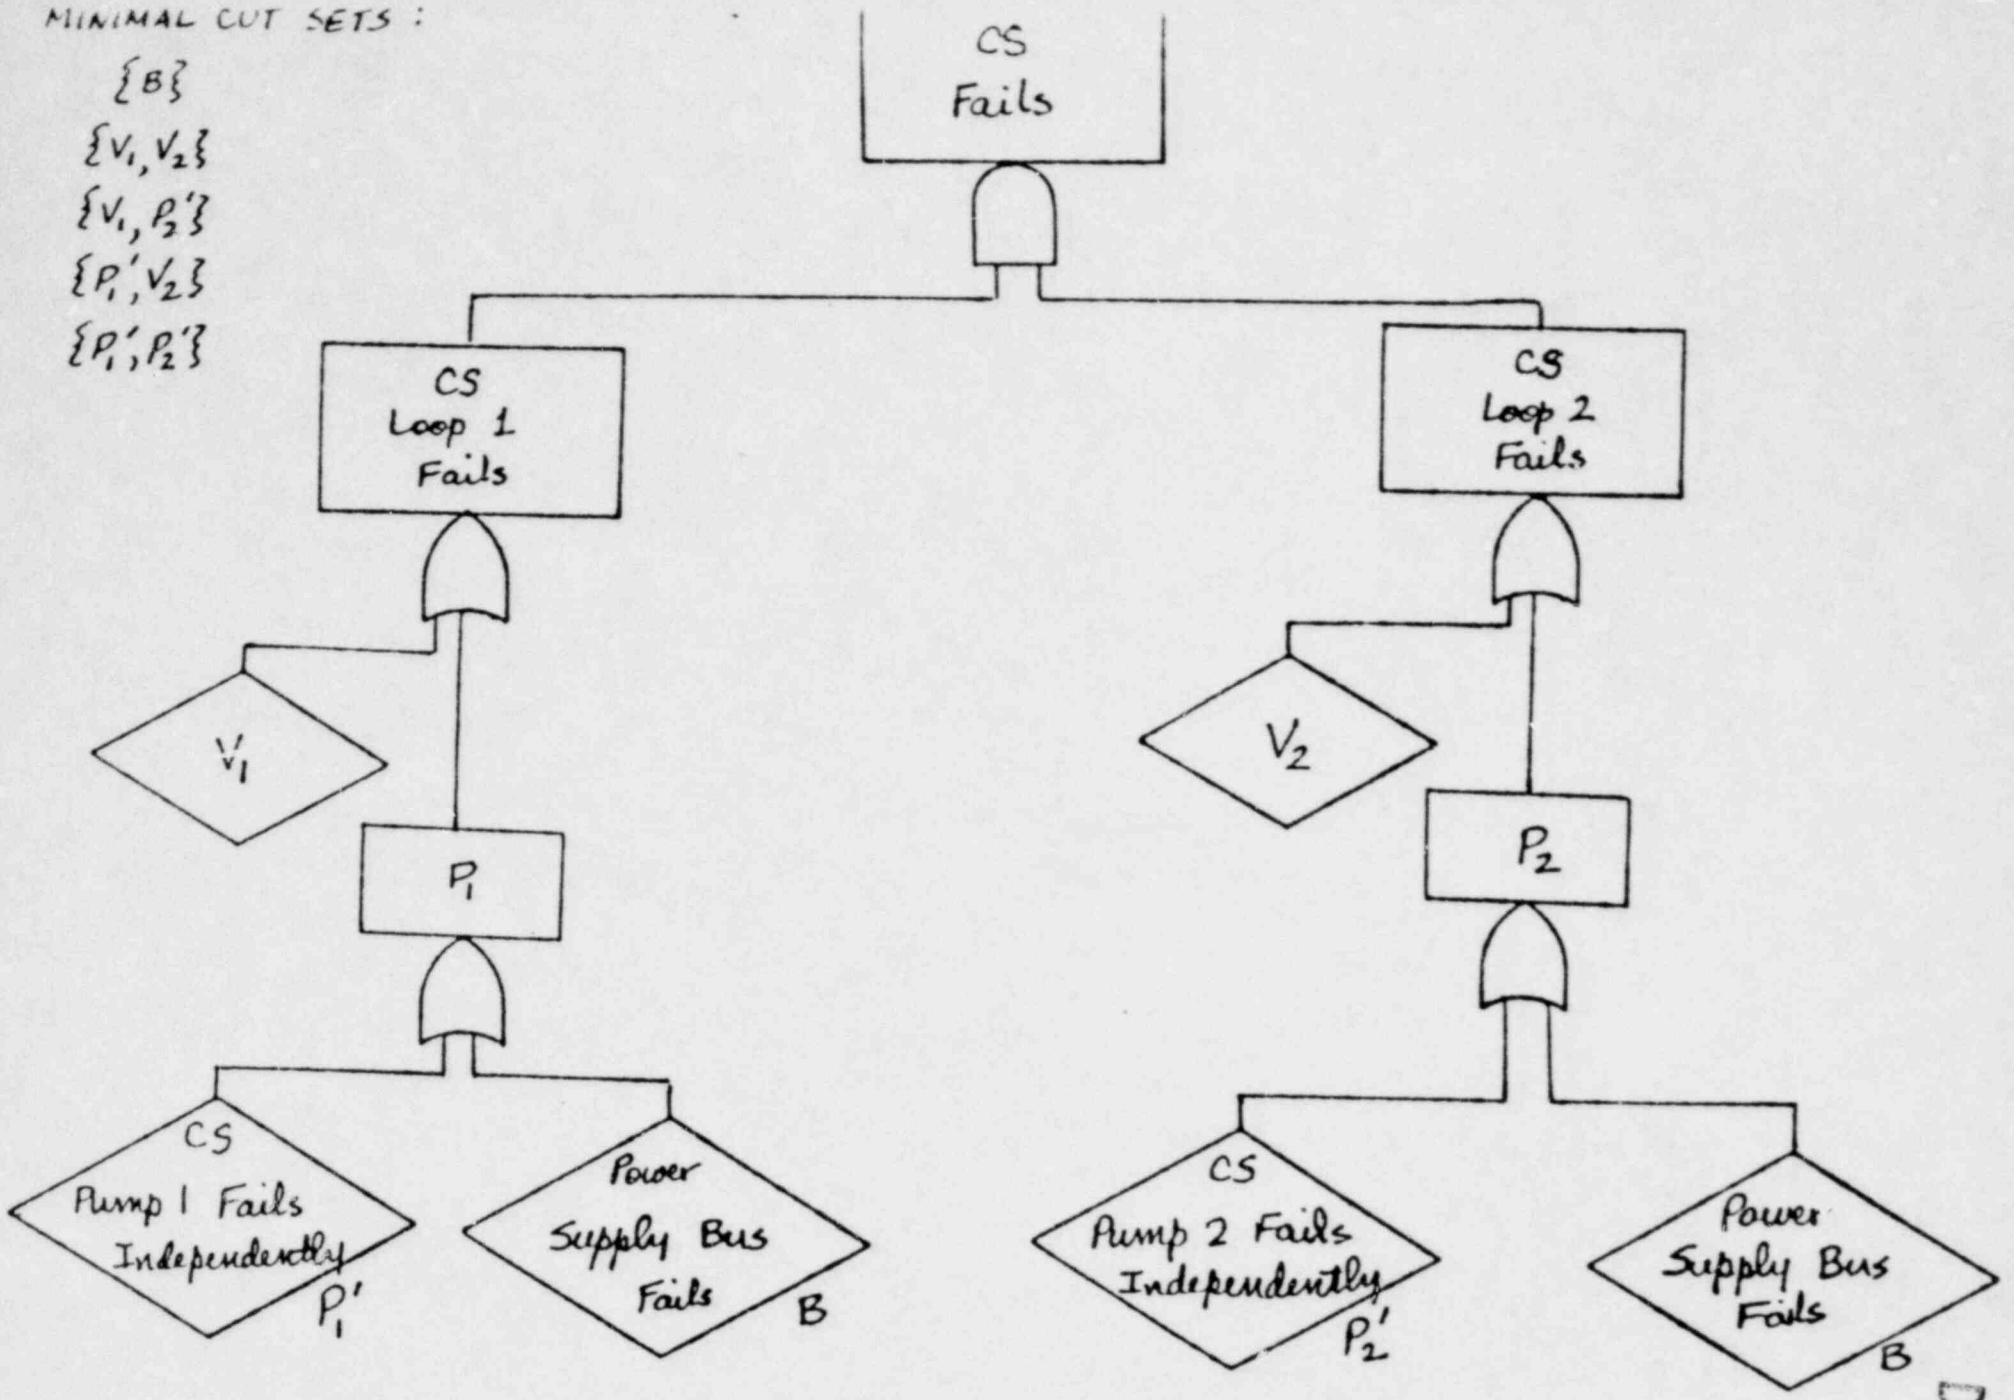 MINIMAL CUT SETS :
{B}
{V₁, V₂}
{V₁, P₂'}
{P₁', V₂}
{P₁', P₂'}
CS
Fails
CS
Loop 1
Fails
CS
Loop 2
Fails
V₁
V₂
P₁
P₂
CS
Pump 1 Fails
Independently
P₁'
Power
Supply Bus
Fails
B
CS
Pump 2 Fails
Independently
P₂'
Power
Supply Bus
Fails
B